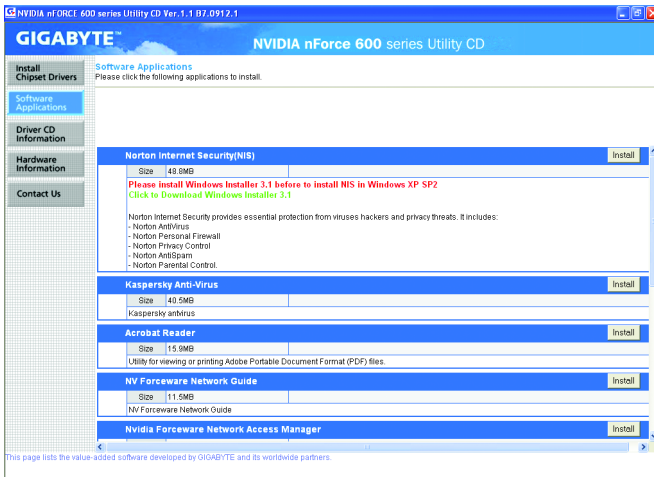 NVIDIA nFORCE 600 series Utility CD Ver.1.1 B7.0912.1
GIGABYTE™
NVIDIA nForce 600 series Utility CD
Install
Chipset Drivers
Software
Applications
Driver CD
Information
Hardware
Information
Contact Us
Software Applications
Please click the following applications to install.
Norton Internet Security(NIS)
Install
Size 48.8MB
Please install Windows Installer 3.1 before to install NIS in Windows XP SP2
Click to Download Windows Installer 3.1
Norton Internet Security provides essential protection from viruses hackers and privacy threats. It includes:
- Norton AntiVirus
- Norton Personal Firewall
- Norton Privacy Control
- Norton AntiSpam
- Norton Parental Control.
Kaspersky Anti-Virus
Install
Size 40.5MB
Kaspersky antivirus
Acrobat Reader
Install
Size 15.9MB
Utility for viewing or printing Adobe Portable Document Format (PDF) files.
NV Forceware Network Guide
Install
Size 11.5MB
NV Forceware Network Guide
Nvidia Forceware Network Access Manager
Install
This page lists the value-added software developed by GIGABYTE and its worldwide partners.